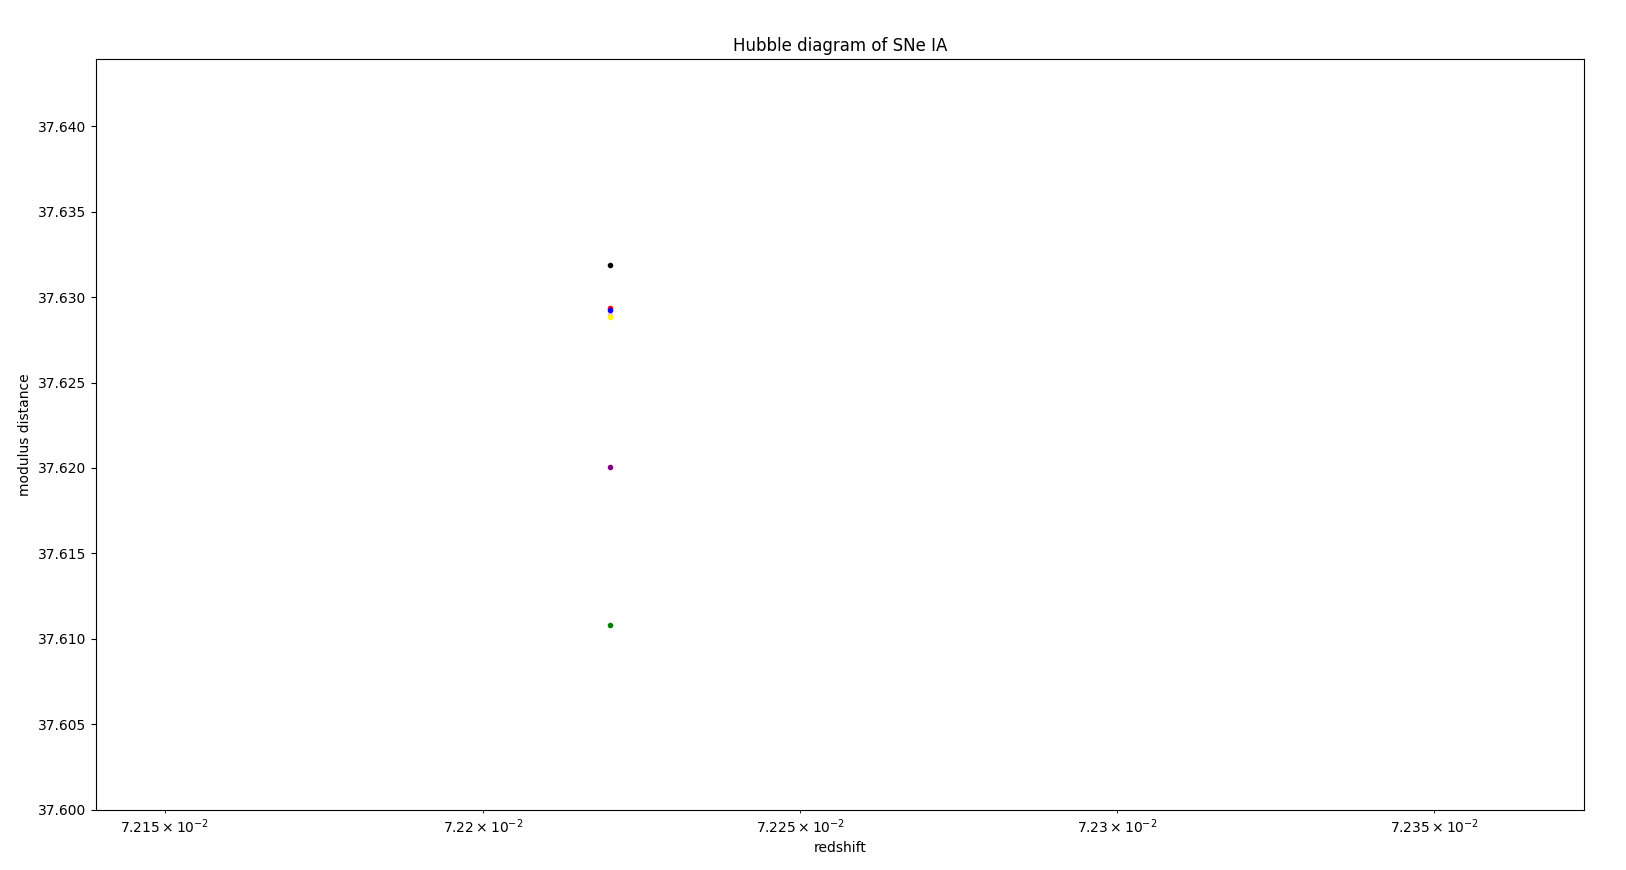 Hubble diagram of SNe IA
37.640
37.635
37.630
37.625
37.620
37.615
37.610
37.605
37.600
modulus distance
7.215 × 10⁻² 7.22 × 10⁻² 7.225 × 10⁻² 7.23 × 10⁻² 7.235 × 10⁻²
redshift